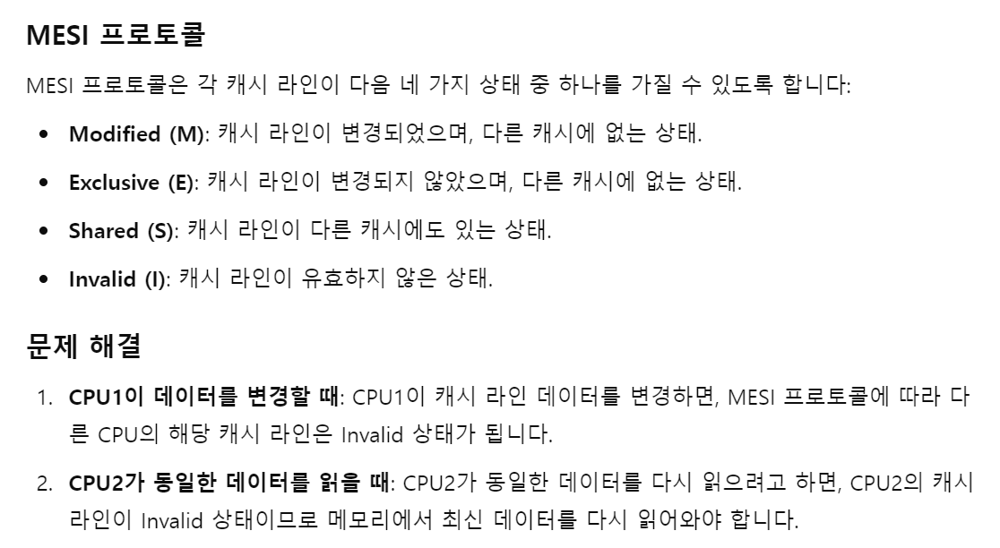 MESI 프로토콜
MESI 프로토콜은 각 캐시 라인이 다음 네 가지 상태 중 하나를 가질 수 있도록 합니다:
• Modified (M): 캐시 라인이 변경되었으며, 다른 캐시에 없는 상태.
• Exclusive (E): 캐시 라인이 변경되지 않았으며, 다른 캐시에 없는 상태.
• Shared (S): 캐시 라인이 다른 캐시에도 있는 상태.
• Invalid (I): 캐시 라인이 유효하지 않은 상태.
문제 해결
1. CPU1이 데이터를 변경할 때: CPU1이 캐시 라인 데이터를 변경하면, MESI 프로토콜에 따라 다
른 CPU의 해당 캐시 라인은 Invalid 상태가 됩니다.
2. CPU2가 동일한 데이터를 읽을 때: CPU2가 동일한 데이터를 다시 읽으려고 하면, CPU2의 캐시
라인이 Invalid 상태이므로 메모리에서 최신 데이터를 다시 읽어와야 합니다.